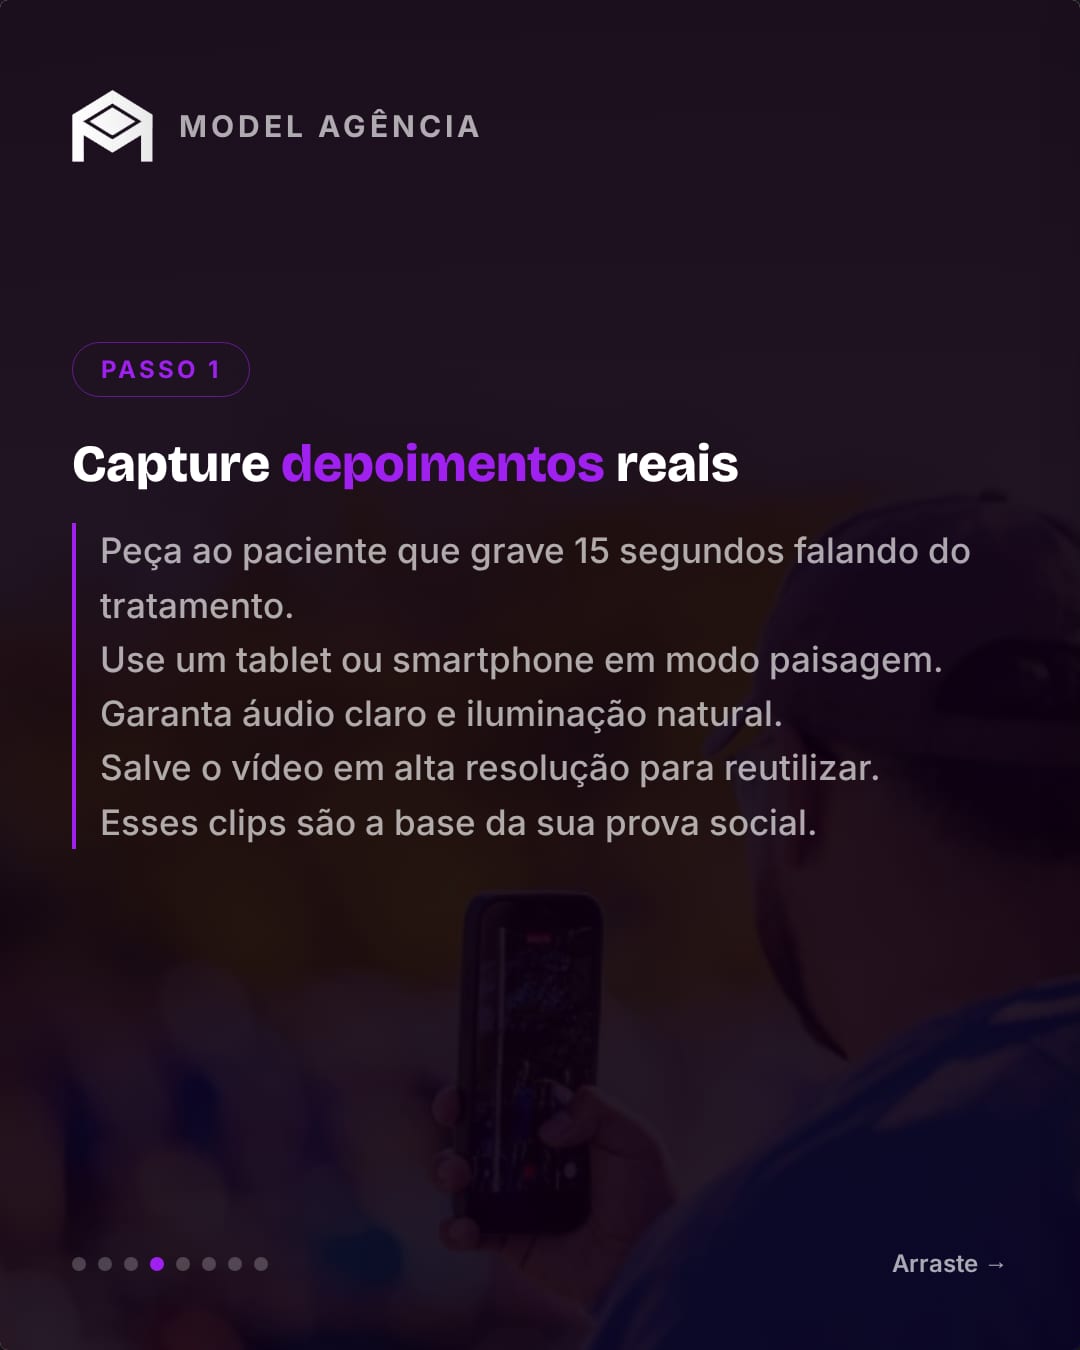 MODEL AGÊNCIA
PASSO 1
Capture depoimentos reais
Peça ao paciente que grave 15 segundos falando do
tratamento.
Use um tablet ou smartphone em modo paisagem.
Garanta áudio claro e iluminação natural.
Salve o vídeo em alta resolução para reutilizar.
Esses clips são a base da sua prova social.
Arraste →